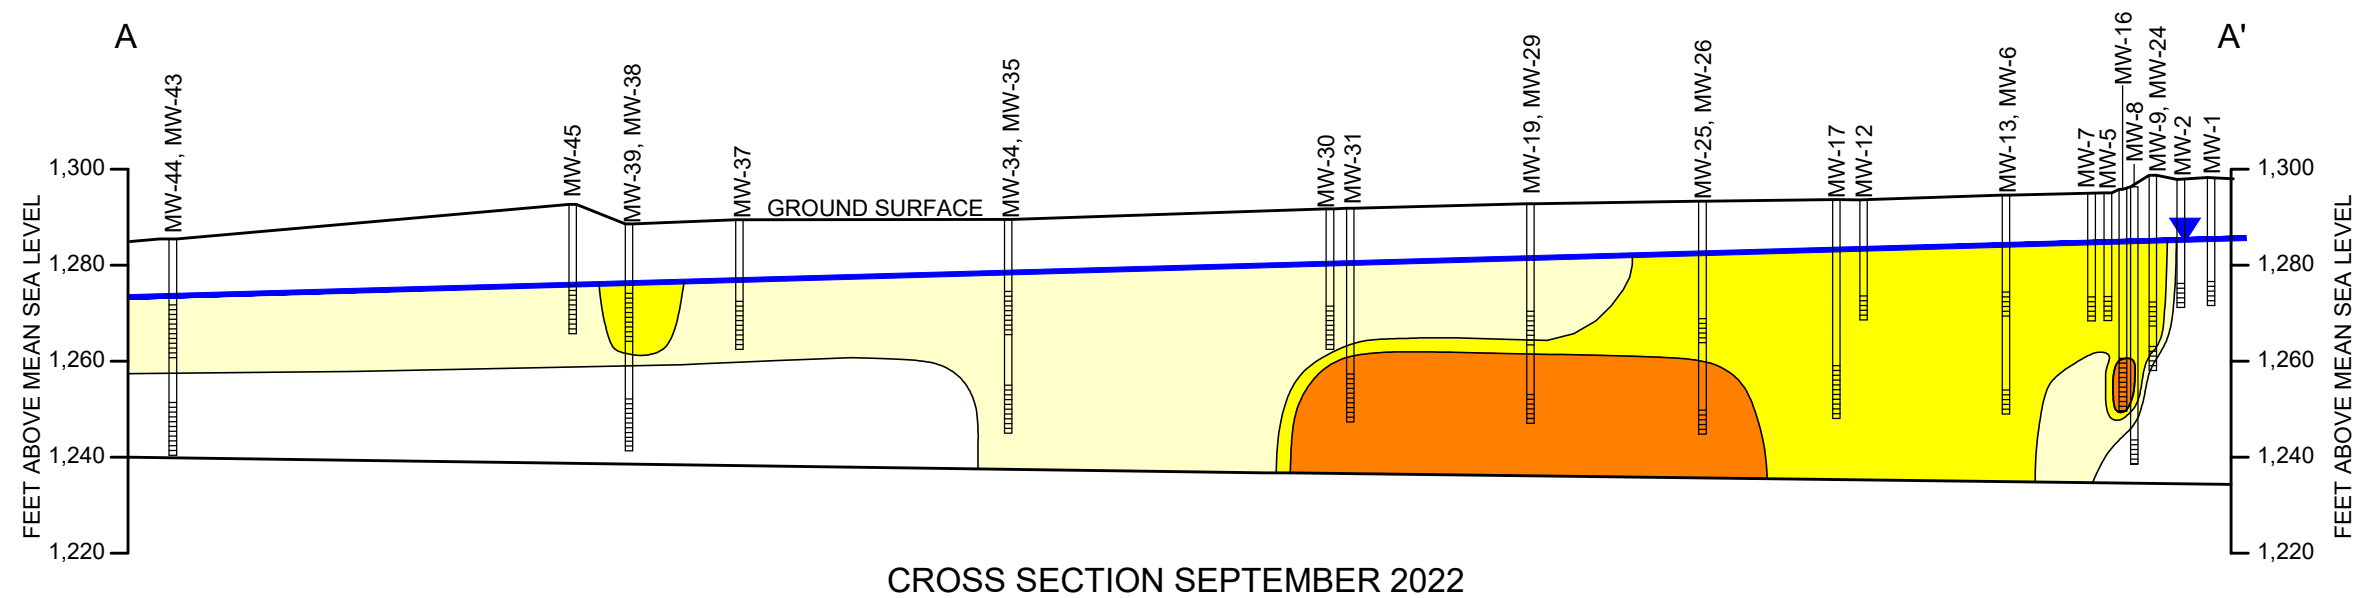 A
A'
MW-44, MW-43
MW-45
MW-39, MW-38
MW-37
MW-34, MW-35
MW-30
MW-31
MW-19, MW-29
MW-25, MW-26
MW-17
MW-12
MW-13, MW-6
MW-7
MW-5
MW-16
MW-8
MW-9, MW-24
MW-2
MW-1
GROUND SURFACE
FEET ABOVE MEAN SEA LEVEL
1,300
1,280
1,260
1,240
1,220
1,300
1,280
1,260
1,240
1,220
FEET ABOVE MEAN SEA LEVEL
CROSS SECTION SEPTEMBER 2022